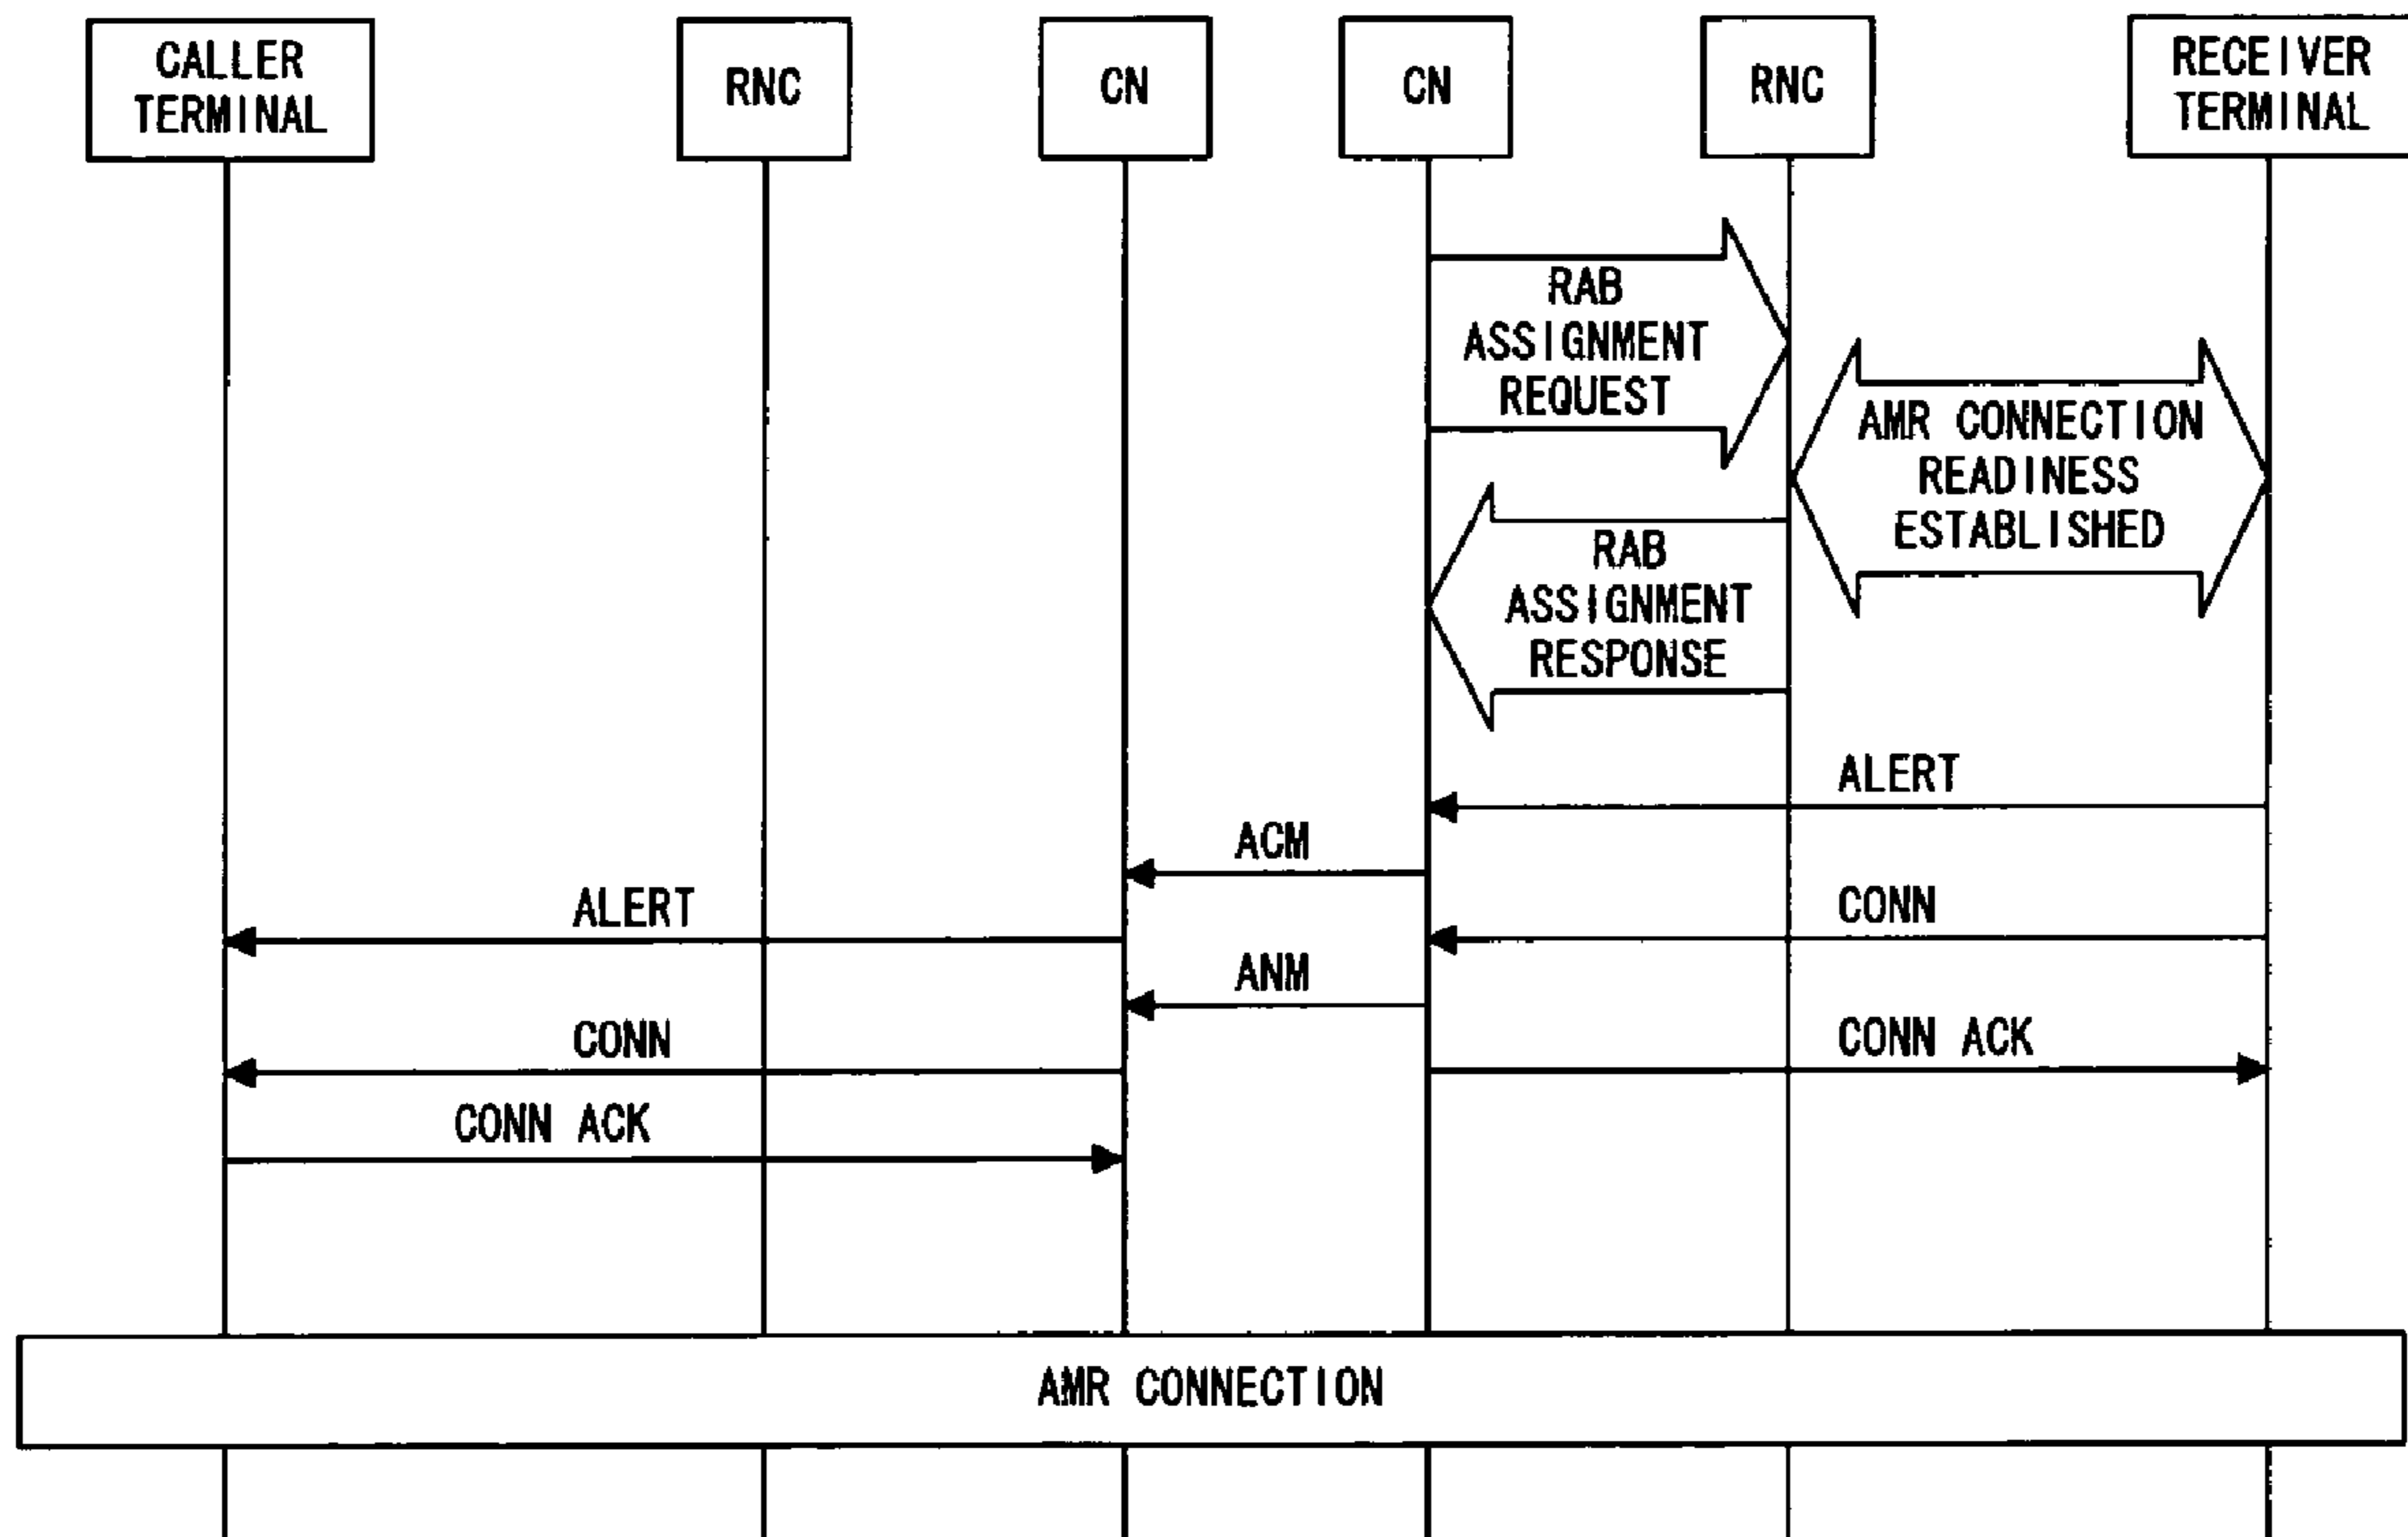 CALLER
TERMINAL
RNC
CN
CN
RNC
RECEIVER
TERMINAL
RAB
ASSIGNMENT
REQUEST
AMR CONNECTION
READINESS
ESTABLISHED
RAB
ASSIGNMENT
RESPONSE
ALERT
ACM
ALERT
CONN
ANM
CONN
CONN ACK
CONN ACK
AMR CONNECTION